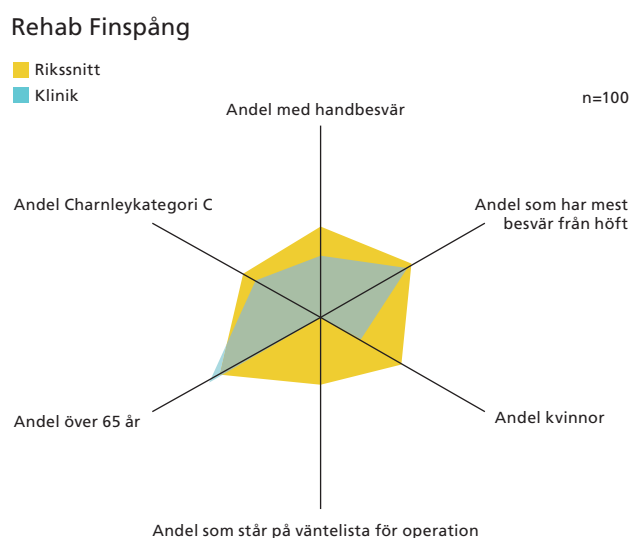 Rehab Finspång
Rikssnitt
Klinik
n=100
Andel med handbesvär
Andel Charnleykategori C
Andel som har mest
besvär från höft
Andel över 65 år
Andel kvinnor
Andel som står på väntelista för operation